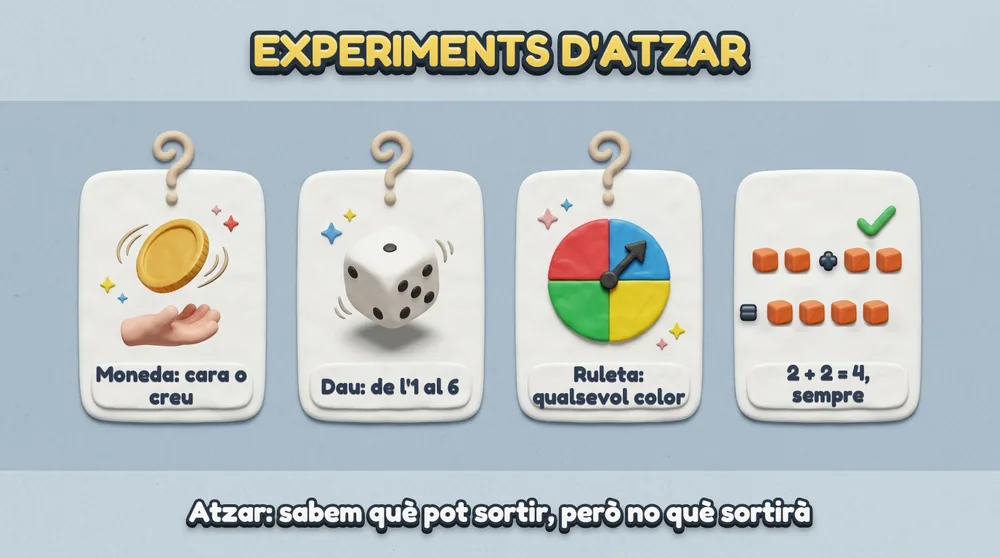 EXPERIMENTS D'ATZAR
?
?
?
Moneda: cara o
creu
Dau: de l'1 al 6
Ruleta:
qualsevol color
+
=
2 + 2 = 4,
sempre
Atzar: sabem què pot sortir, però no què sortirà